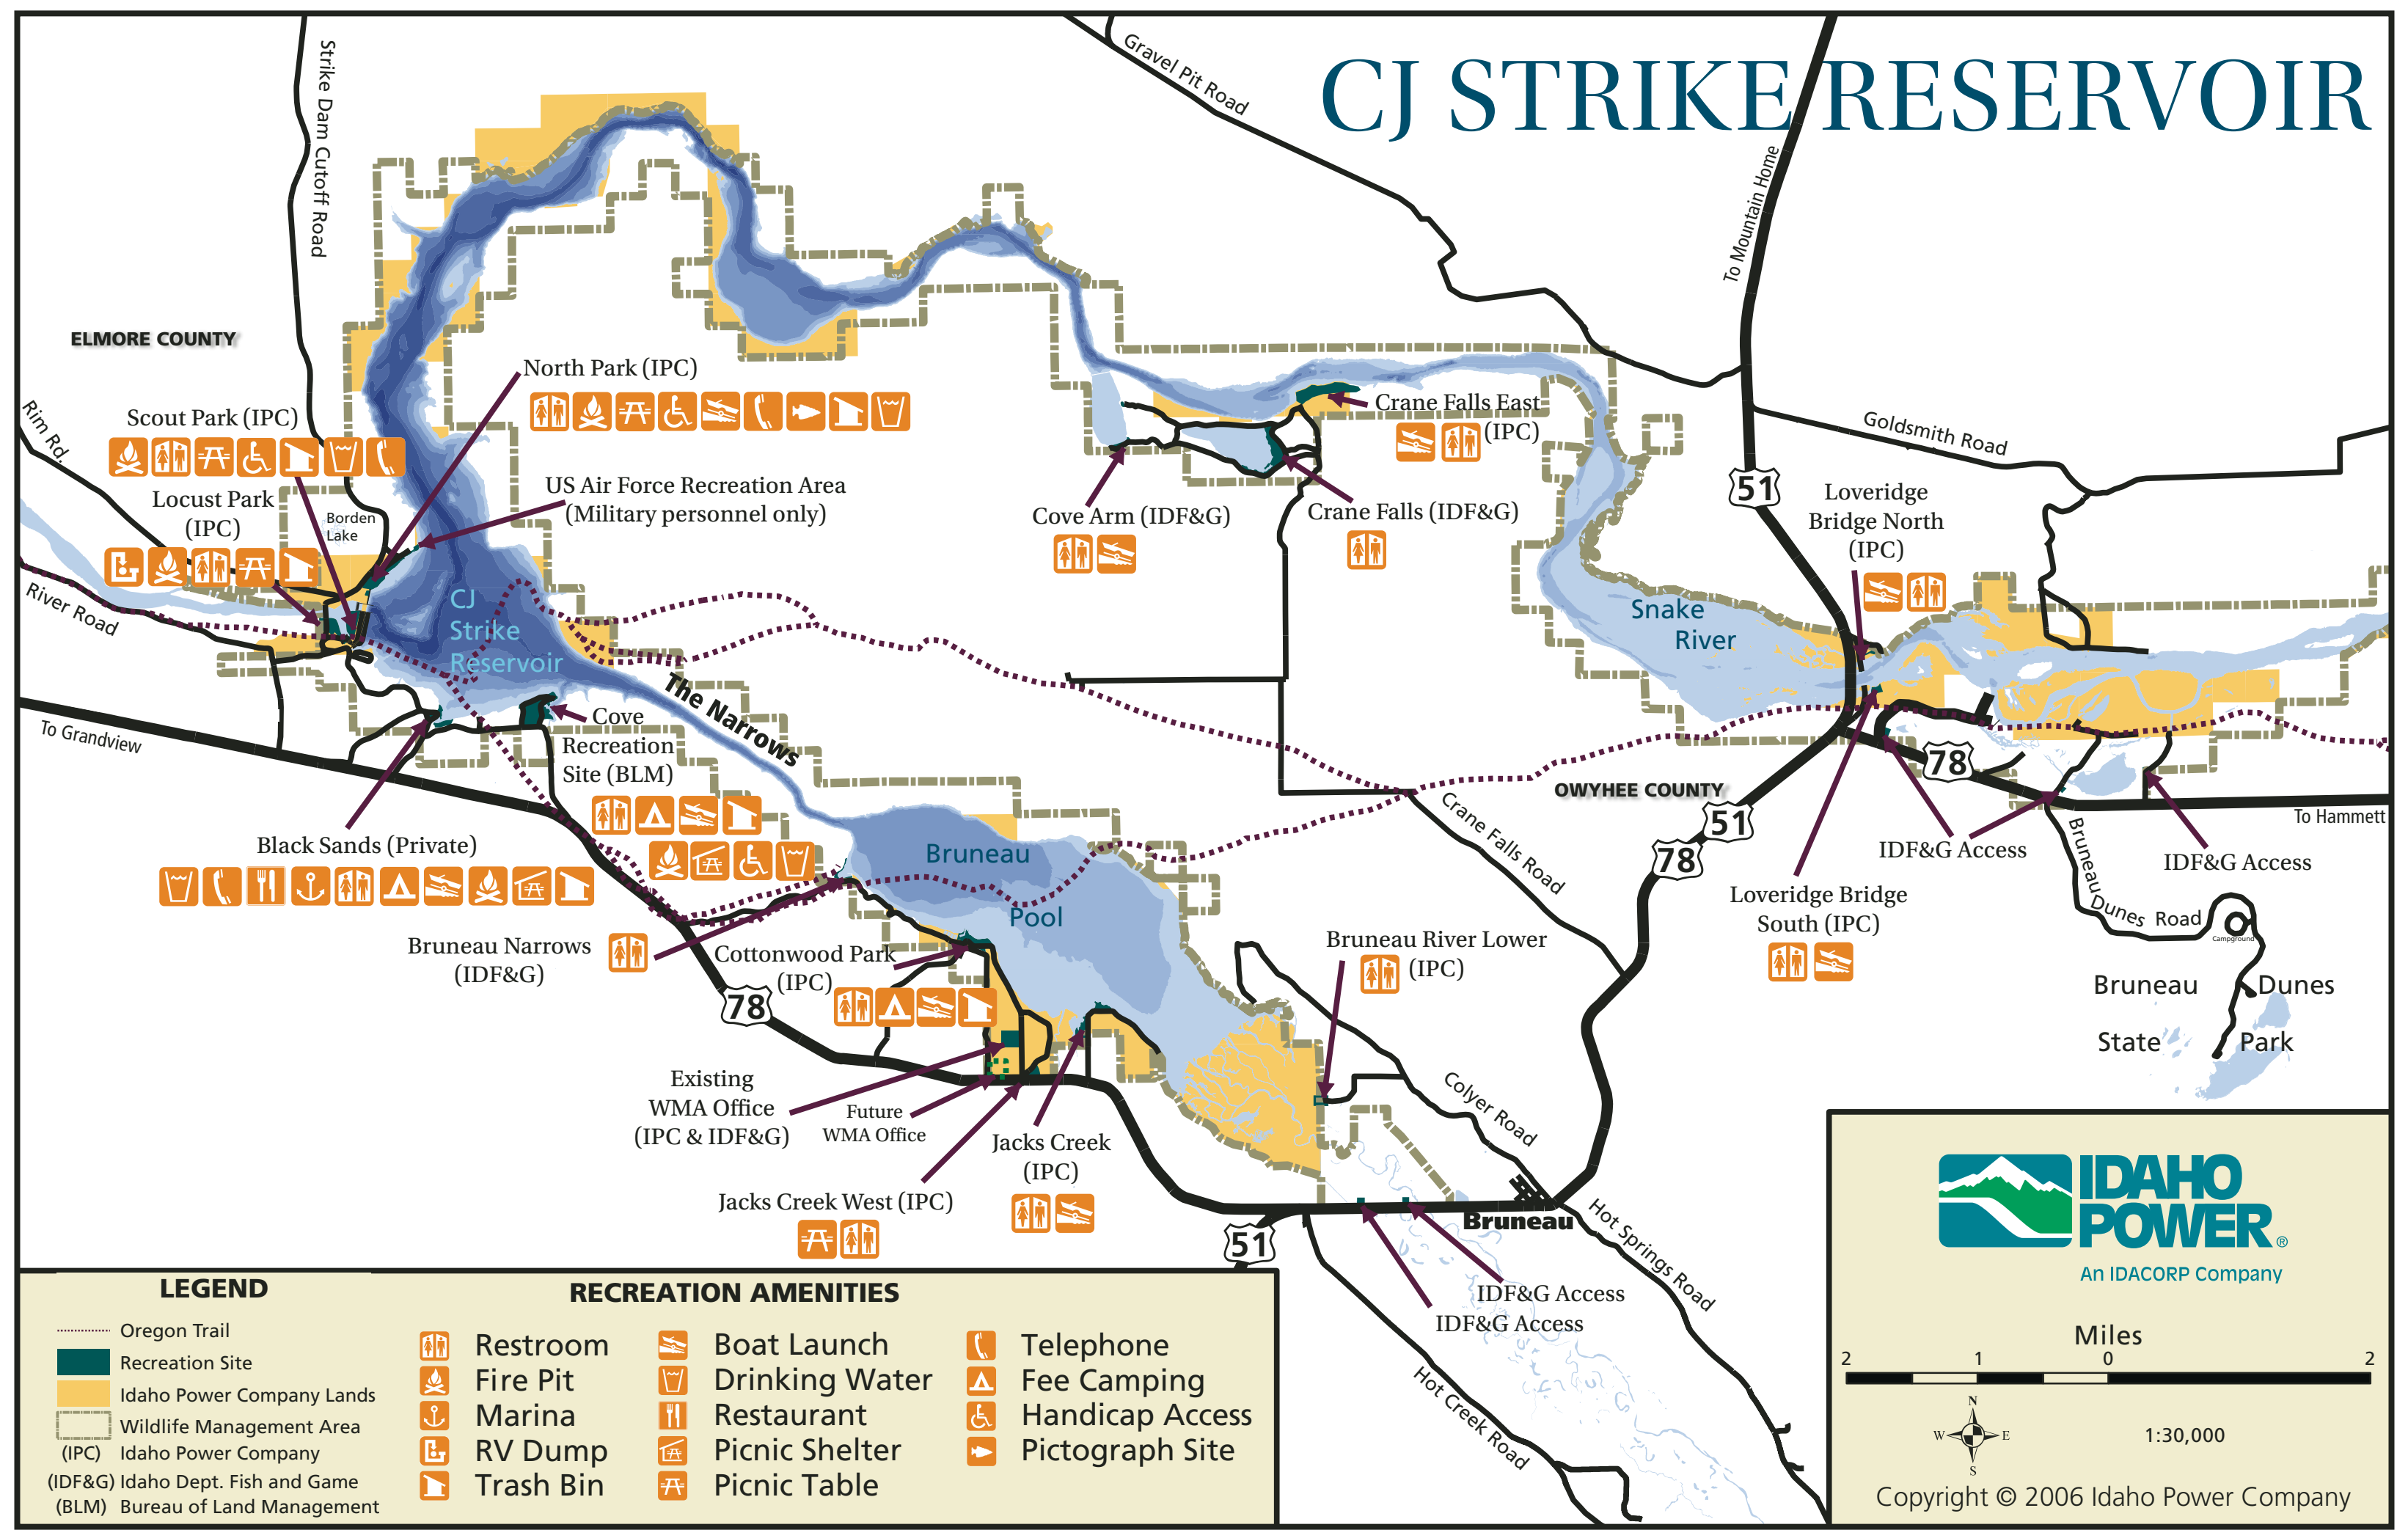 CJ STRIKE RESERVOIR
Strike Dam Cutoff Road
Gravel Pit Road
To Mountain Home
ELMORE COUNTY
North Park (IPC)
Rim Rd.
Scout Park (IPC)
Crane Falls East
(IPC)
Goldsmith Road
US Air Force Recreation Area
(Military personnel only)
Locust Park
(IPC)
Borden
Lake
51
Loveridge
Bridge North
(IPC)
Cove Arm (IDF&G)
Crane Falls (IDF&G)
River Road
CJ
Strike
Reservoir
Snake
River
The Narrows
To Grandview
Cove
Recreation
Site (BLM)
78
OWYHEE COUNTY
51
78
To Hammett
Crane Falls Road
Black Sands (Private)
Bruneau
Pool
IDF&G Access
IDF&G Access
Bruneau
Dunes Road
Campground
Loveridge Bridge
South (IPC)
Bruneau Narrows
(IDF&G)
Cottonwood Park
(IPC)
Bruneau River Lower
(IPC)
78
Bruneau Dunes
State Park
Existing
WMA Office
(IPC & IDF&G)
Future
WMA Office
Jacks Creek
(IPC)
Colyer Road
Jacks Creek West (IPC)
Bruneau
51
Hot Springs Road
IDF&G Access
IDF&G Access
Hot Creek Road
LEGEND
Oregon Trail
Recreation Site
Idaho Power Company Lands
Wildlife Management Area
(IPC) Idaho Power Company
(IDF&G) Idaho Dept. Fish and Game
(BLM) Bureau of Land Management
RECREATION AMENITIES
Restroom
Fire Pit
Marina
RV Dump
Trash Bin
Boat Launch
Drinking Water
Restaurant
Picnic Shelter
Picnic Table
Telephone
Fee Camping
Handicap Access
Pictograph Site
IDAHO
POWER®
An IDACORP Company
Miles
2 1 0 2
N
W E
S
1:30,000
Copyright © 2006 Idaho Power Company